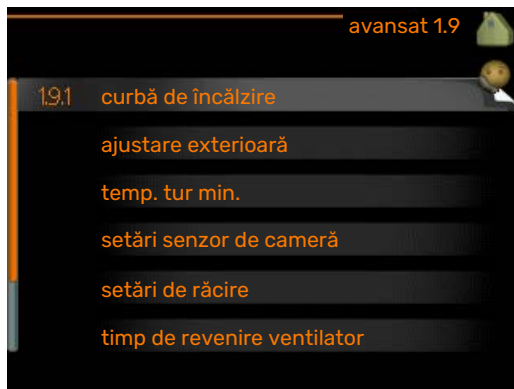 avansat 1.9
1.9.1 curbă de încălzire
ajustare exterioară
temp. tur min.
setări senzor de cameră
setări de răcire
timp de revenire ventilator